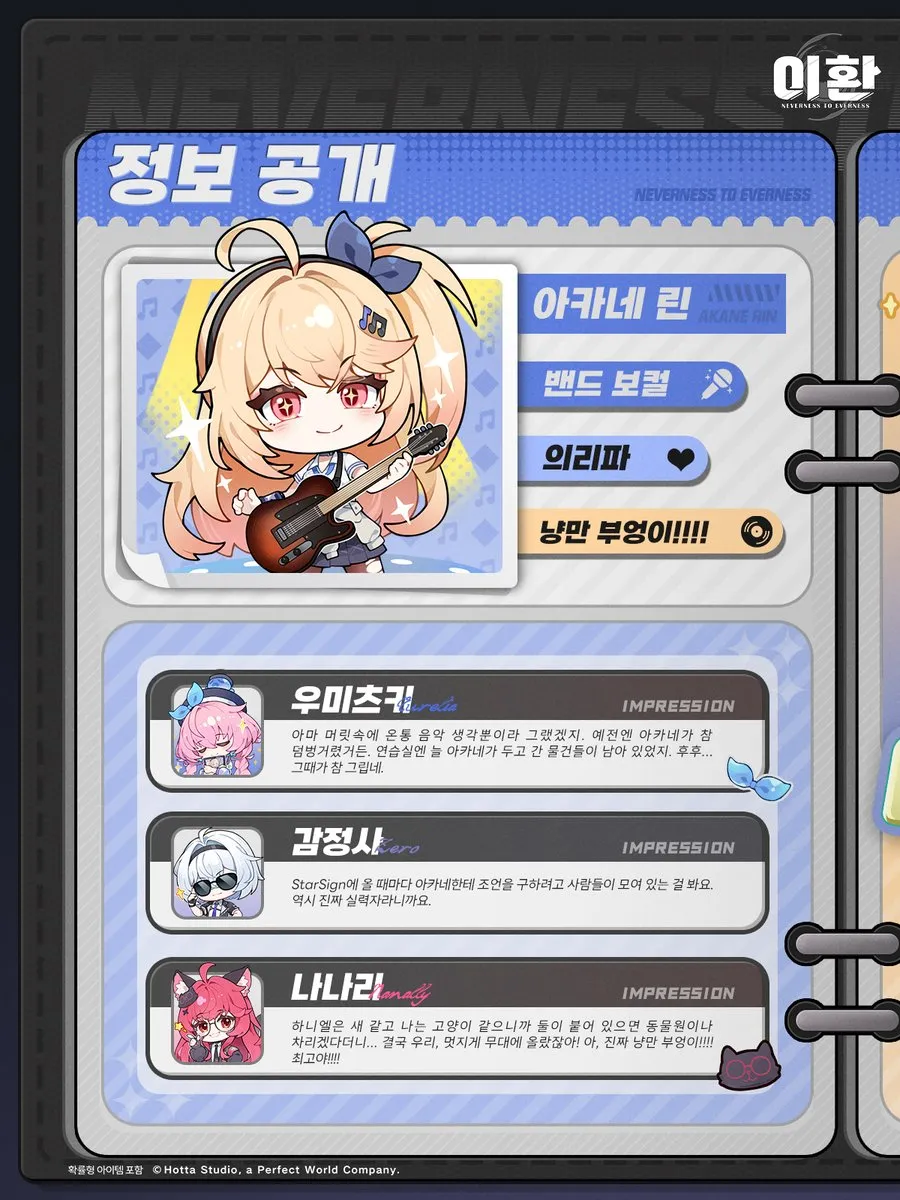 NEVERNESS
이환
NEVERNESS TO EVERNESS
정보 공개
NEVERNESS TO EVERNESS
아카네 린
AKANE RIN
밴드 보컬
의리파
냥만 부엉이!!!!
우미츠키
IMPRESSION
아마 머릿속에 온통 음악 생각뿐이라 그랬겠지. 예전엔 아카네가 참
덤벙거렸거든. 연습실엔 늘 아카네가 두고 간 물건들이 남아 있었지. 후후...
그때가 참 그립네.
감정사
Zero
IMPRESSION
StarSign에 올 때마다 아카네한테 조언을 구하려고 사람들이 모여 있는 걸 봐요.
역시 진짜 실력자라니까요.
나나리
Nanally
IMPRESSION
하니엘은 새 같고 나는 고양이 같으니까 둘이 붙어 있으면 동물원이나
차리겠다더니... 결국 우리, 멋지게 무대에 올랐잖아! 아, 진짜 냥만 부엉이!!!!
최고야!!!!
확률형 아이템 포함 ©Hotta Studio, a Perfect World Company.